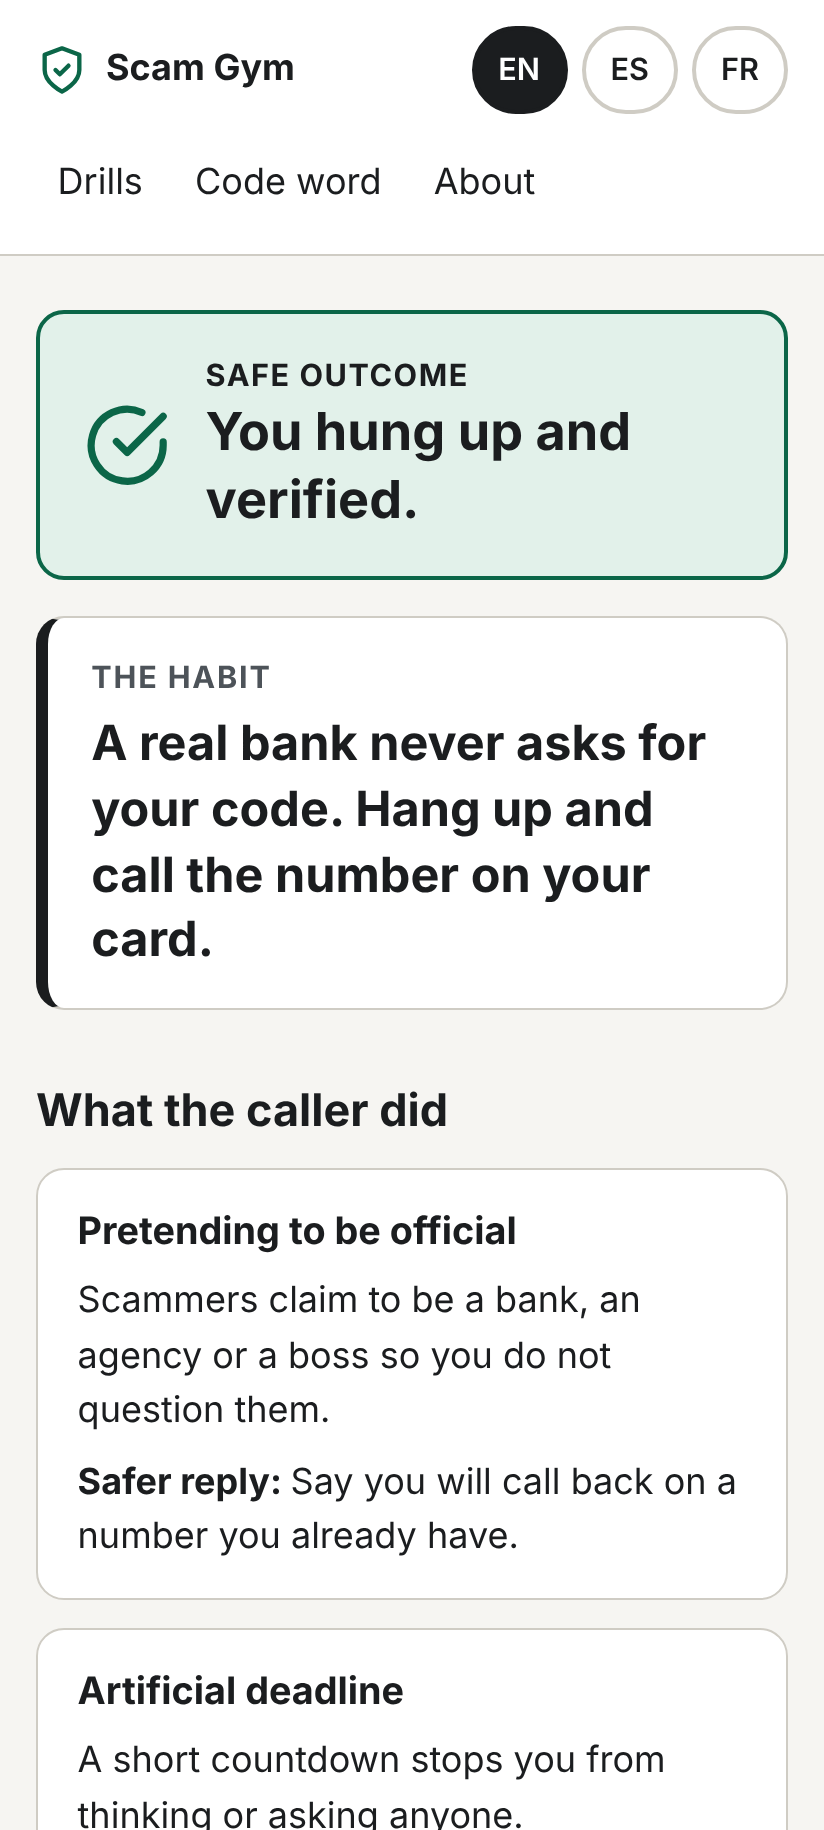 Scam Gym
EN ES FR
Drills Code word About
SAFE OUTCOME
You hung up and
verified.
THE HABIT
A real bank never asks for
your code. Hang up and
call the number on your
card.
What the caller did
Pretending to be official
Scammers claim to be a bank, an
agency or a boss so you do not
question them.
Safer reply: Say you will call back on a
number you already have.
Artificial deadline
A short countdown stops you from
thinking or asking anyone.